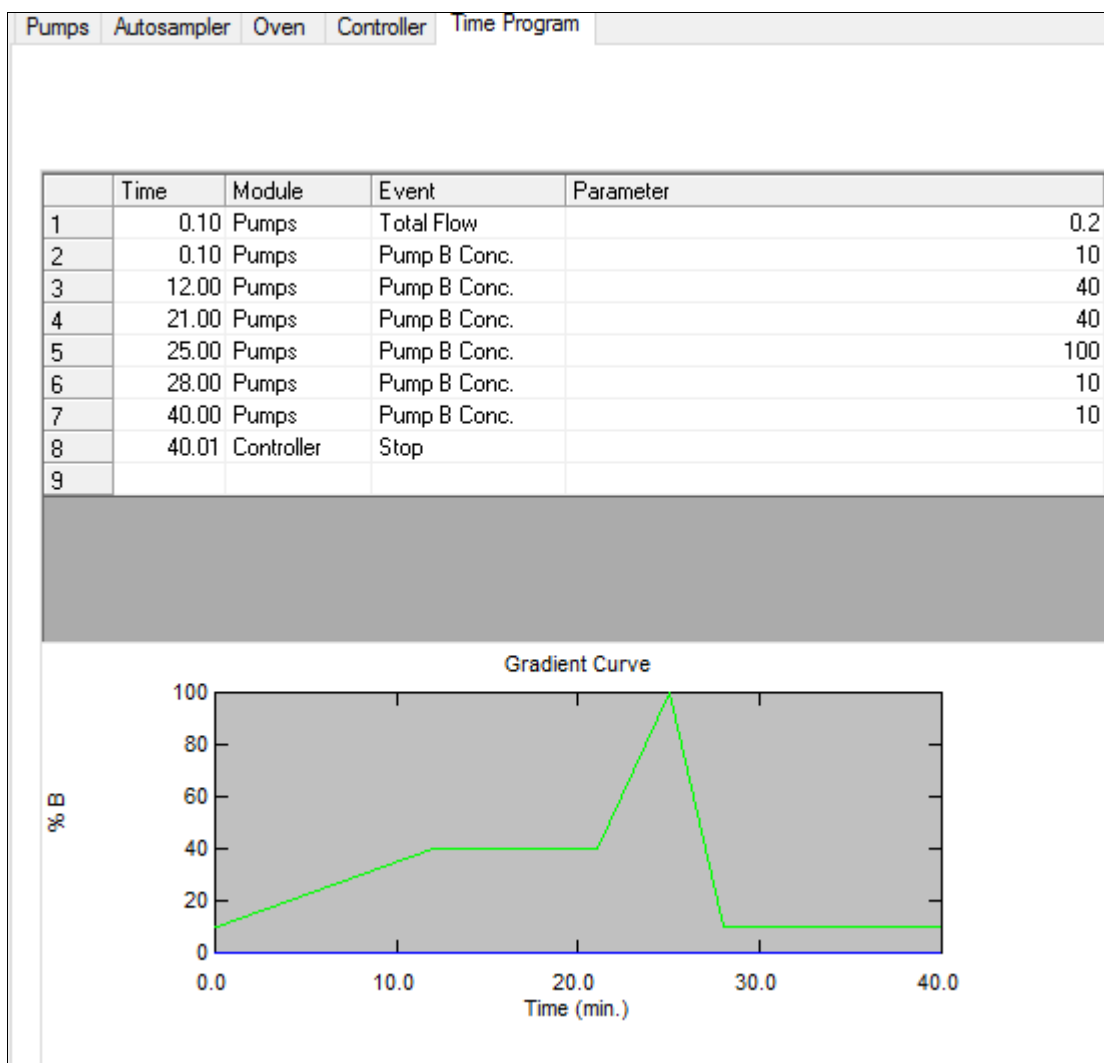 Pumps Autosampler Oven Controller Time Program
Time Module Event Parameter
1 0.10 Pumps Total Flow 0.2
2 0.10 Pumps Pump B Conc. 10
3 12.00 Pumps Pump B Conc. 40
4 21.00 Pumps Pump B Conc. 40
5 25.00 Pumps Pump B Conc. 100
6 28.00 Pumps Pump B Conc. 10
7 40.00 Pumps Pump B Conc. 10
8 40.01 Controller Stop
9
Gradient Curve
100
80
60
40
20
0
% B
0.0 10.0 20.0 30.0 40.0
Time (min.)